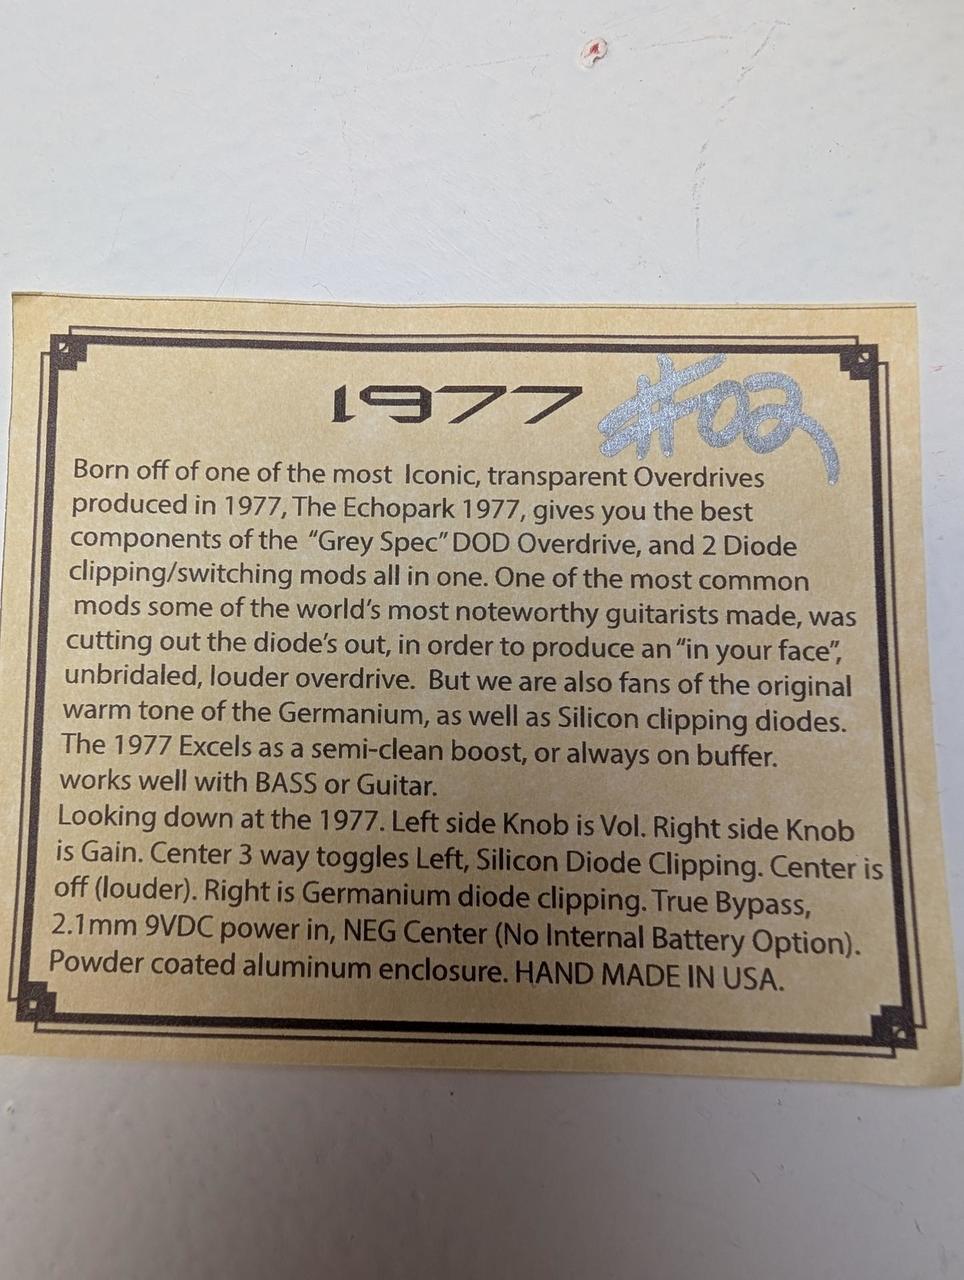 1977 #02
Born off of one of the most Iconic, transparent Overdrives
produced in 1977, The Echopark 1977, gives you the best
components of the "Grey Spec" DOD Overdrive, and 2 Diode
clipping/switching mods all in one. One of the most common
mods some of the world's most noteworthy guitarists made, was
cutting out the diode's out, in order to produce an "in your face",
unbridaled, louder overdrive. But we are also fans of the original
warm tone of the Germanium, as well as Silicon clipping diodes.
The 1977 Excels as a semi-clean boost, or always on buffer.
works well with BASS or Guitar.
Looking down at the 1977. Left side Knob is Vol. Right side Knob
is Gain. Center 3 way toggles Left, Silicon Diode Clipping. Center is
off (louder). Right is Germanium diode clipping. True Bypass,
2.1mm 9VDC power in, NEG Center (No Internal Battery Option).
Powder coated aluminum enclosure. HAND MADE IN USA.